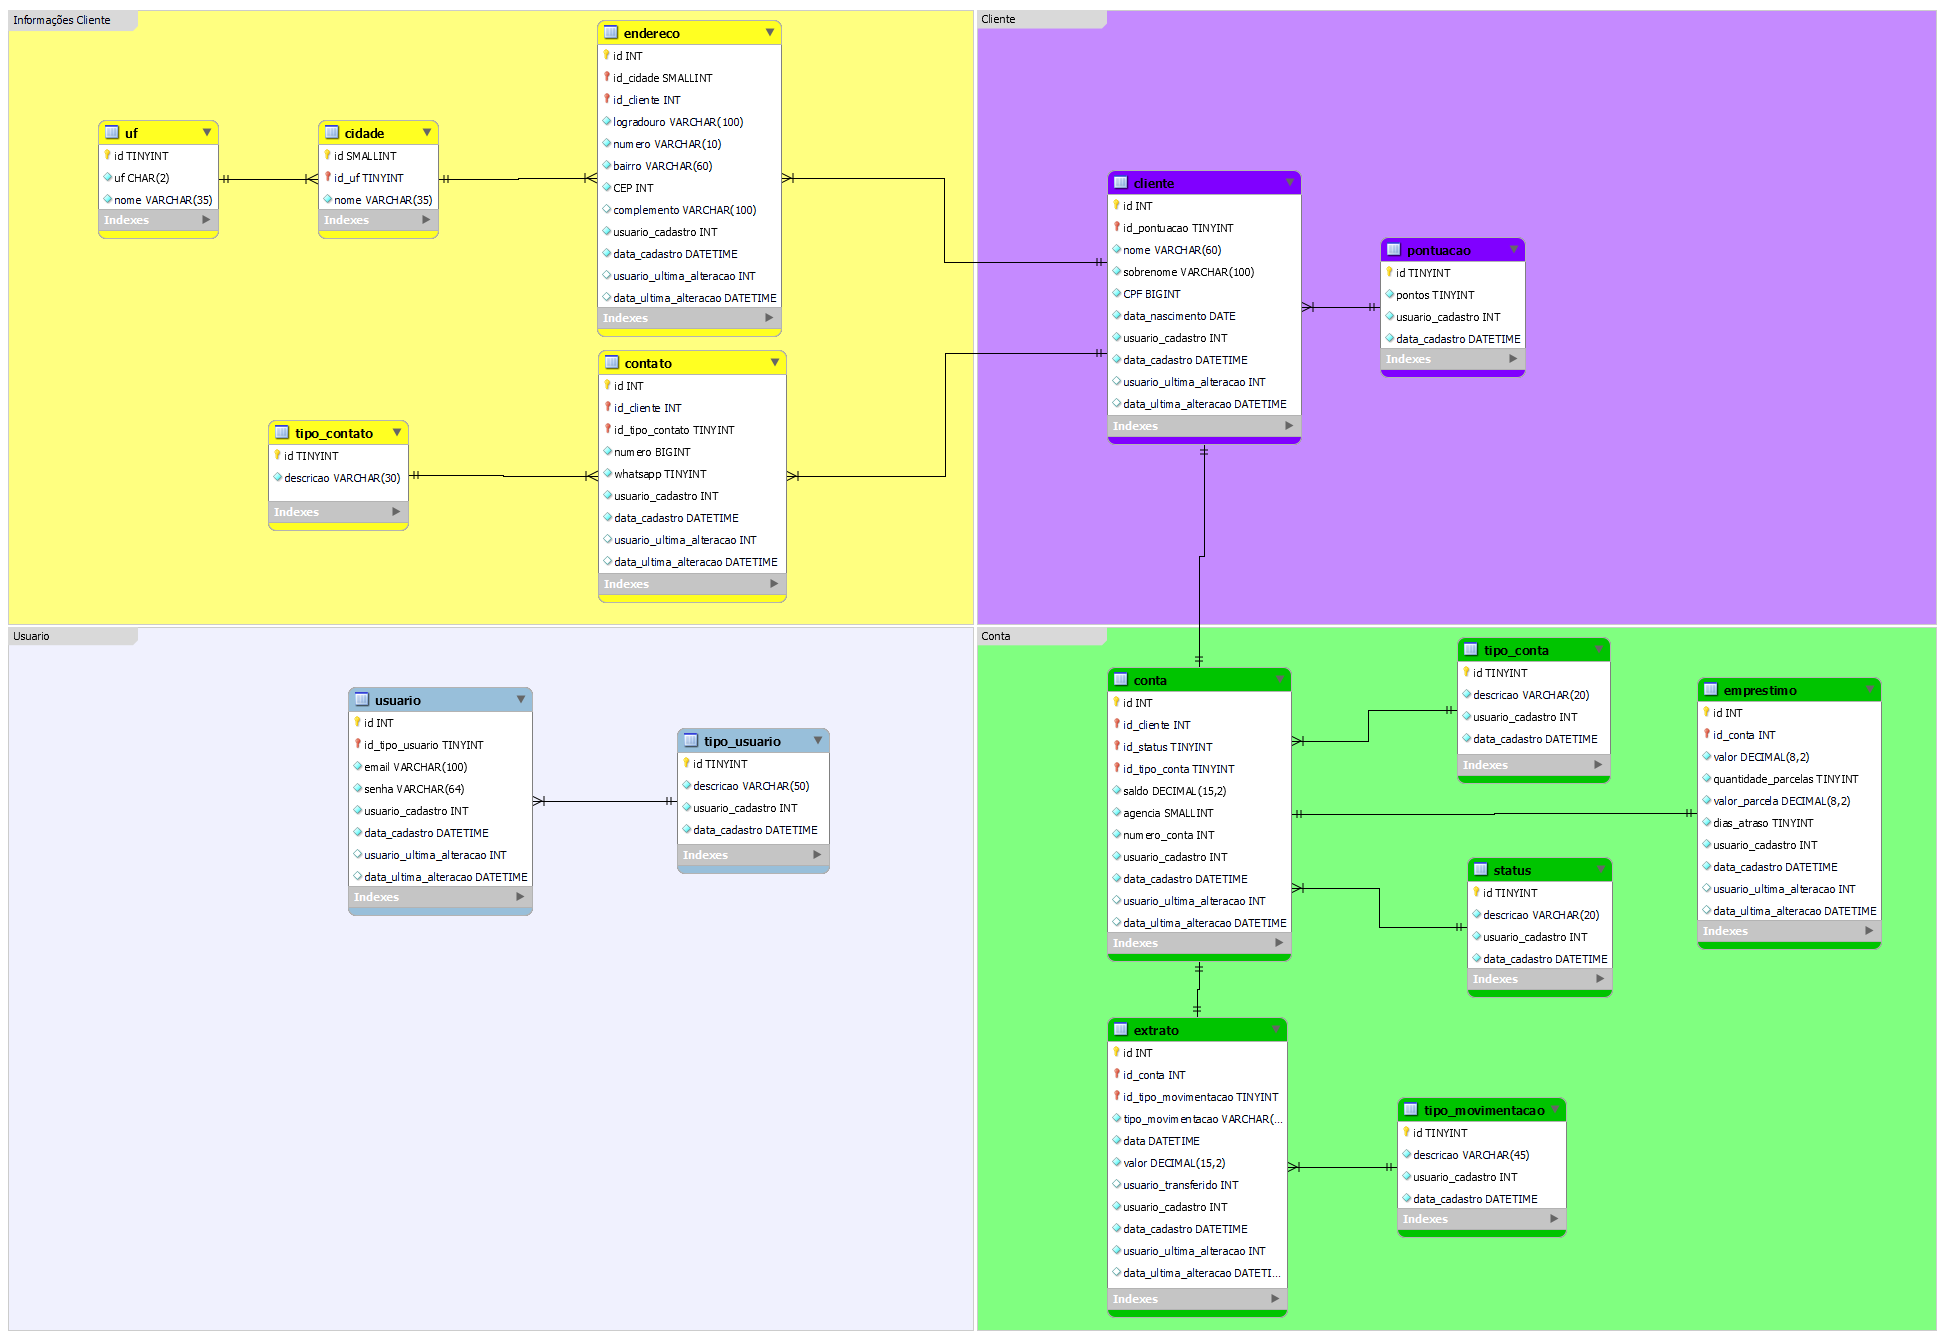 Informações Cliente
uf
id TINYINT
uf CHAR(2)
nome VARCHAR(35)
Indexes
cidade
id SMALLINT
id_uf TINYINT
nome VARCHAR(35)
Indexes
endereco
id INT
id_cidade SMALLINT
id_cliente INT
logradouro VARCHAR(100)
numero VARCHAR(10)
bairro VARCHAR(60)
CEP INT
complemento VARCHAR(100)
usuario_cadastro INT
data_cadastro DATETIME
usuario_ultima_alteracao INT
data_ultima_alteracao DATETIME
Indexes
tipo_contato
id TINYINT
descricao VARCHAR(30)
Indexes
contato
id INT
id_cliente INT
id_tipo_contato TINYINT
numero BIGINT
whatsapp TINYINT
usuario_cadastro INT
data_cadastro DATETIME
usuario_ultima_alteracao INT
data_ultima_alteracao DATETIME
Indexes
Cliente
cliente
id INT
id_pontuacao TINYINT
nome VARCHAR(60)
sobrenome VARCHAR(100)
CPF BIGINT
data_nascimento DATE
usuario_cadastro INT
data_cadastro DATETIME
usuario_ultima_alteracao INT
data_ultima_alteracao DATETIME
Indexes
pontuacao
id TINYINT
pontos TINYINT
usuario_cadastro INT
data_cadastro DATETIME
Indexes
Usuario
usuario
id INT
id_tipo_usuario TINYINT
email VARCHAR(100)
senha VARCHAR(64)
usuario_cadastro INT
data_cadastro DATETIME
usuario_ultima_alteracao INT
data_ultima_alteracao DATETIME
Indexes
tipo_usuario
id TINYINT
descricao VARCHAR(50)
usuario_cadastro INT
data_cadastro DATETIME
Indexes
Conta
conta
id INT
id_cliente INT
id_status TINYINT
id_tipo_conta TINYINT
saldo DECIMAL(15,2)
agencia SMALLINT
numero_conta INT
usuario_cadastro INT
data_cadastro DATETIME
usuario_ultima_alteracao INT
data_ultima_alteracao DATETIME
Indexes
tipo_conta
id TINYINT
descricao VARCHAR(20)
usuario_cadastro INT
data_cadastro DATETIME
Indexes
emprestimo
id INT
id_conta INT
valor DECIMAL(8,2)
quantidade_parcelas TINYINT
valor_parcela DECIMAL(8,2)
dias_atraso TINYINT
usuario_cadastro INT
data_cadastro DATETIME
usuario_ultima_alteracao INT
data_ultima_alteracao DATETIME
Indexes
status
id TINYINT
descricao VARCHAR(20)
usuario_cadastro INT
data_cadastro DATETIME
Indexes
extrato
id INT
id_conta INT
id_tipo_movimentacao TINYINT
tipo_movimentacao VARCHAR(...
data DATETIME
valor DECIMAL(15,2)
usuario_transferido INT
usuario_cadastro INT
data_cadastro DATETIME
usuario_ultima_alteracao INT
data_ultima_alteracao DATETI...
Indexes
tipo_movimentacao
id TINYINT
descricao VARCHAR(45)
usuario_cadastro INT
data_cadastro DATETIME
Indexes